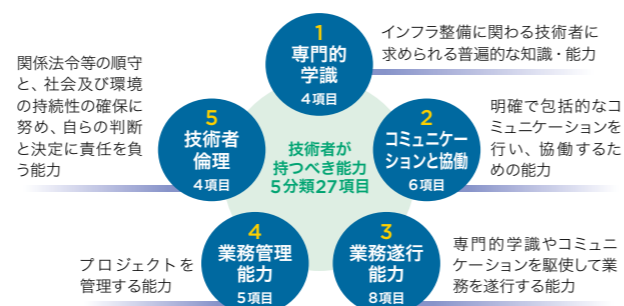 1
専門的
学識
4項目
インフラ整備に関わる技術者に
求められる普遍的な知識・能力
2
コミュニケー
ションと協働
6項目
明確で包括的なコ
ミュニケーションを
行い、協働するた
めの能力
3
業務遂行
能力
8項目
専門的学識やコミュニ
ケーションを駆使して業
務を遂行する能力
4
業務管理
能力
5項目
プロジェクトを
管理する能力
5
技術者
倫理
4項目
関係法令等の順守
と、社会及び環境
の持続性の確保に
努め、自らの判断
と決定に責任を負
う能力
技術者が
持つべき能力
5分類27項目